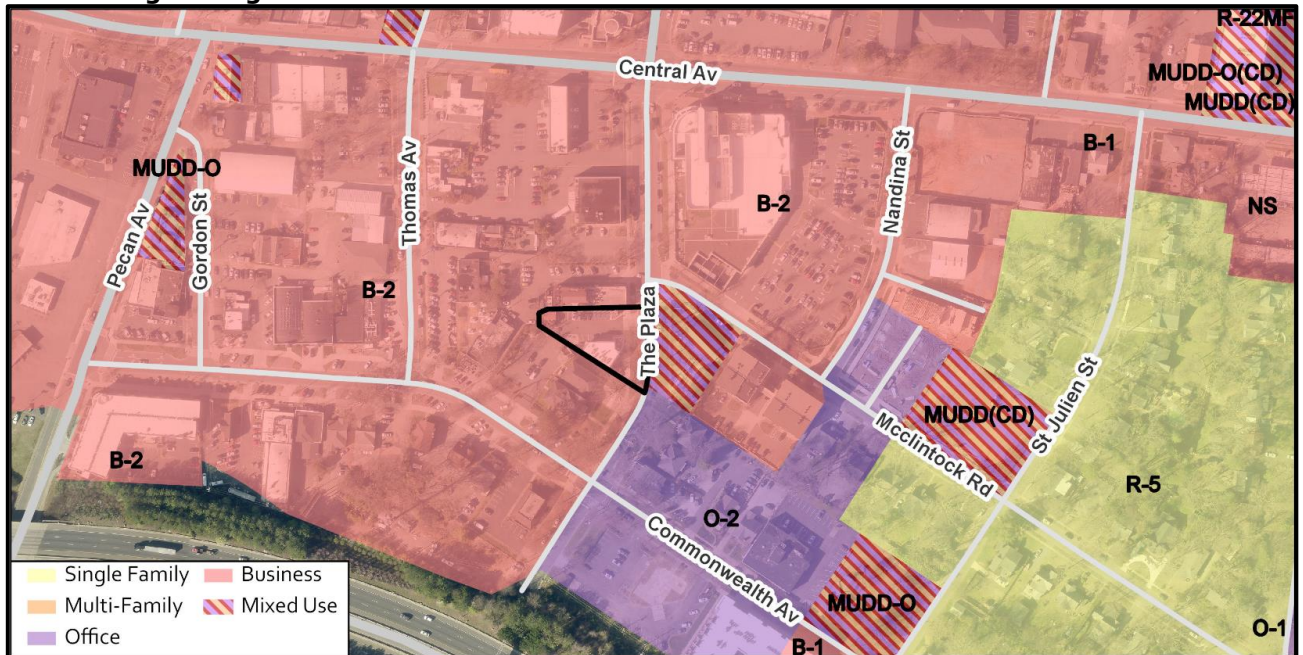 R-22MF
Central Av
MUDD-O(CD)
MUDD(CD)
B-1
MUDD-O
Thomas Av
Nandina St
B-2
NS
Pecan Av
Gordon St
B-2
The Plaza
MUDD(CD)
St Julien St
Mcclintock Rd
R-5
B-2
O-2
Commonwealth Av
MUDD-O
O-1
B-1
Single Family
Business
Multi-Family
Mixed Use
Office